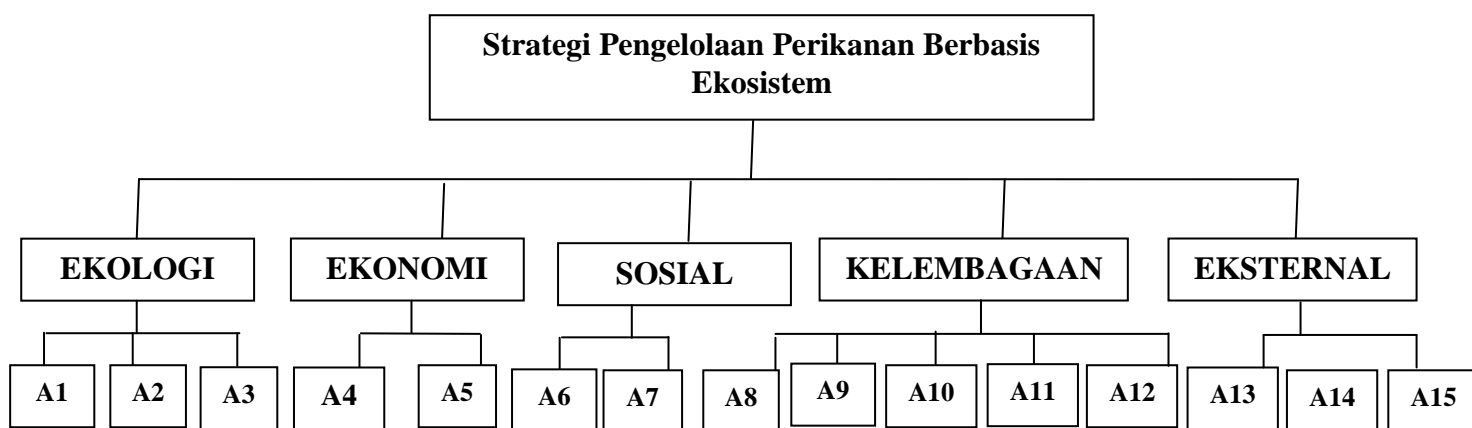 Strategi Pengelolaan Perikanan Berbasis
Ekosistem
EKOLOGI
EKONOMI
SOSIAL
KELEMBAGAAN
EKSTERNAL
A1
A2
A3
A4
A5
A6
A7
A8
A9
A10
A11
A12
A13
A14
A15